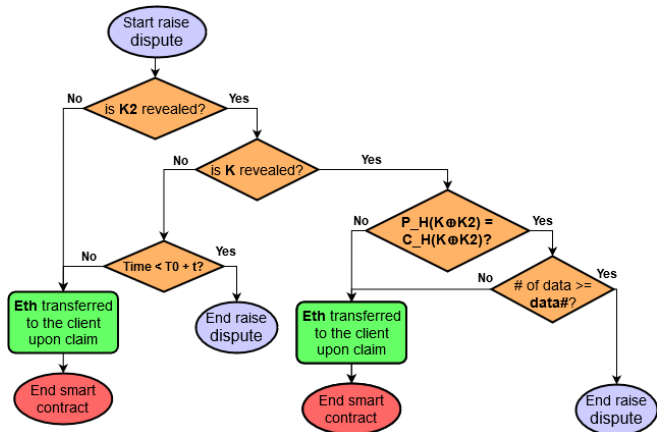 Start raise
dispute
is K2 revealed?
No
Yes
is K revealed?
No
Yes
P_H(K⊕K2) =
C_H(K⊕K2)?
No
Yes
Time < T0 + t?
No
Yes
# of data >=
data#?
No
Yes
Eth transferred
to the client
upon claim
End raise
dispute
Eth transferred
to the client
upon claim
End smart
contract
End smart
contract
End raise
dispute